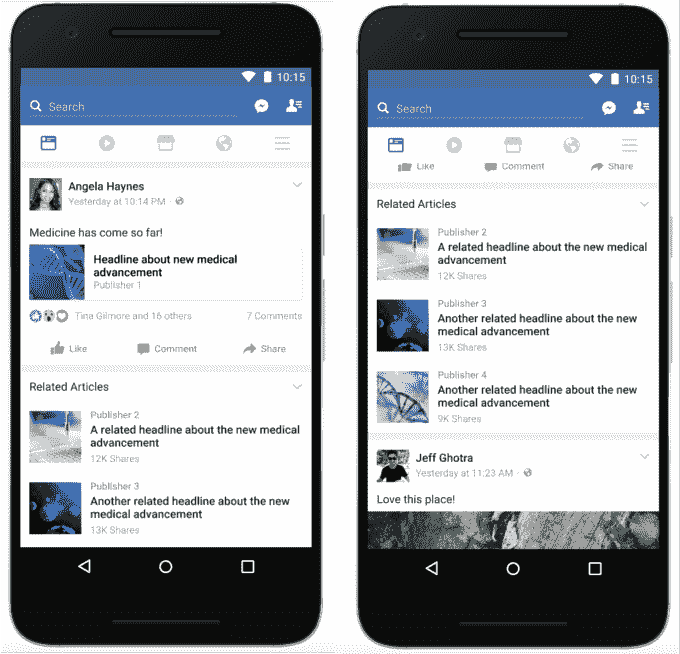 10:15
Search
Angela Haynes
Yesterday at 10:14 PM ·
Medicine has come so far!
Headline about new medical
advancement
Publisher 1
Tina Gilmore and 16 others
7 Comments
Like
Comment
Share
Related Articles
Publisher 2
A related headline about the new medical
advancement
12K Shares
Publisher 3
Another related headline about the new
medical advancement
13K Shares
10:15
Search
Like
Comment
Share
Related Articles
Publisher 2
A related headline about the new medical
advancement
12K Shares
Publisher 3
Another related headline about the new
medical advancement
13K Shares
Publisher 4
Another related headline about the new
medical advancement
9K Shares
Jeff Ghotra
Yesterday at 11:23 AM ·
Love this place!